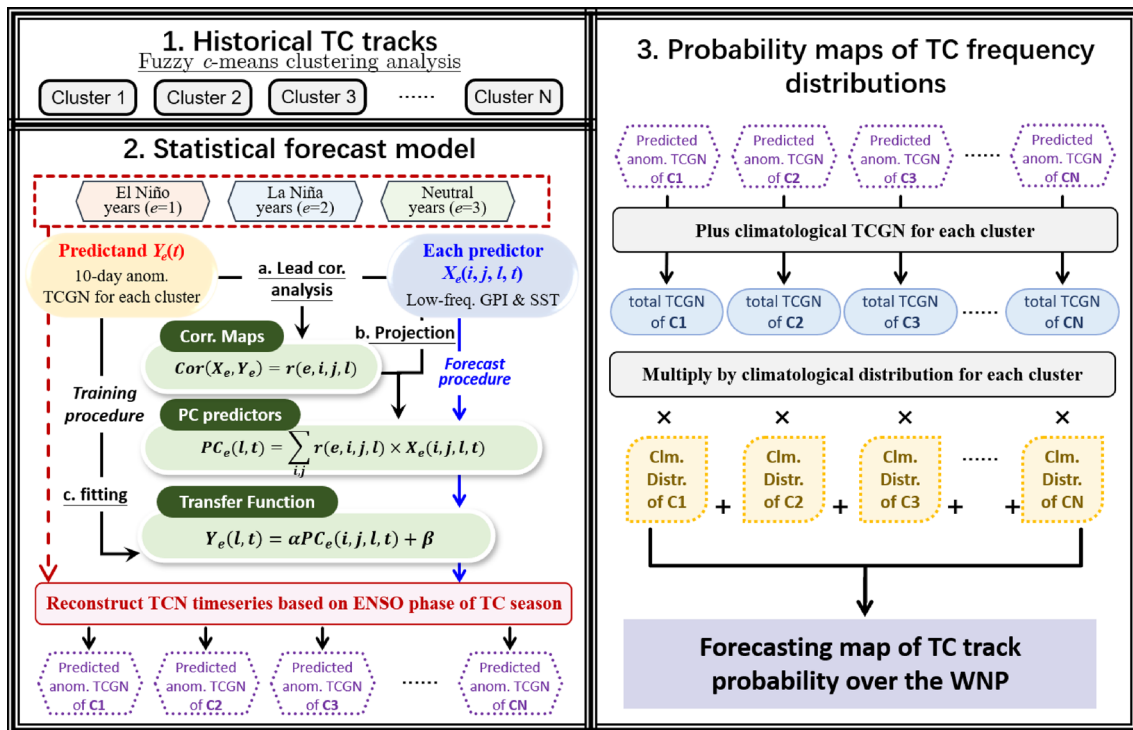 1. Historical TC tracks
Fuzzy c-means clustering analysis
Cluster 1
Cluster 2
Cluster 3
......
Cluster N
2. Statistical forecast model
El Niño
years (e=1)
La Niña
years (e=2)
Neutral
years (e=3)
Predictand Yₑ(t)
10-day anom.
TCGN for each cluster
a. Lead cor.
analysis
Each predictor
Xₑ(i, j, l, t)
Low-freq. GPI & SST
Corr. Maps
Cor(Xₑ, Yₑ) = r(e, i, j, l)
b. Projection
Training
procedure
Forecast
procedure
PC predictors
PCₑ(l, t) = ∑ r(e, i, j, l) × Xₑ(i, j, l, t)
i,j
c. fitting
Transfer Function
Yₑ(l, t) = αPCₑ(i, j, l, t) + β
Reconstruct TCN timeseries based on ENSO phase of TC season
Predicted
anom. TCGN
of C1
Predicted
anom. TCGN
of C2
Predicted
anom. TCGN
of C3
......
Predicted
anom. TCGN
of CN
3. Probability maps of TC frequency
distributions
Predicted
anom. TCGN
of C1
Predicted
anom. TCGN
of C2
Predicted
anom. TCGN
of C3
......
Predicted
anom. TCGN
of CN
Plus climatological TCGN for each cluster
total TCGN
of C1
total TCGN
of C2
total TCGN
of C3
......
total TCGN
of CN
Multiply by climatological distribution for each cluster
× × × ×
Clm.
Distr.
of C1
+
Clm.
Distr.
of C2
+
Clm.
Distr.
of C3
+
......
+
Clm.
Distr.
of CN
Forecasting map of TC track
probability over the WNP